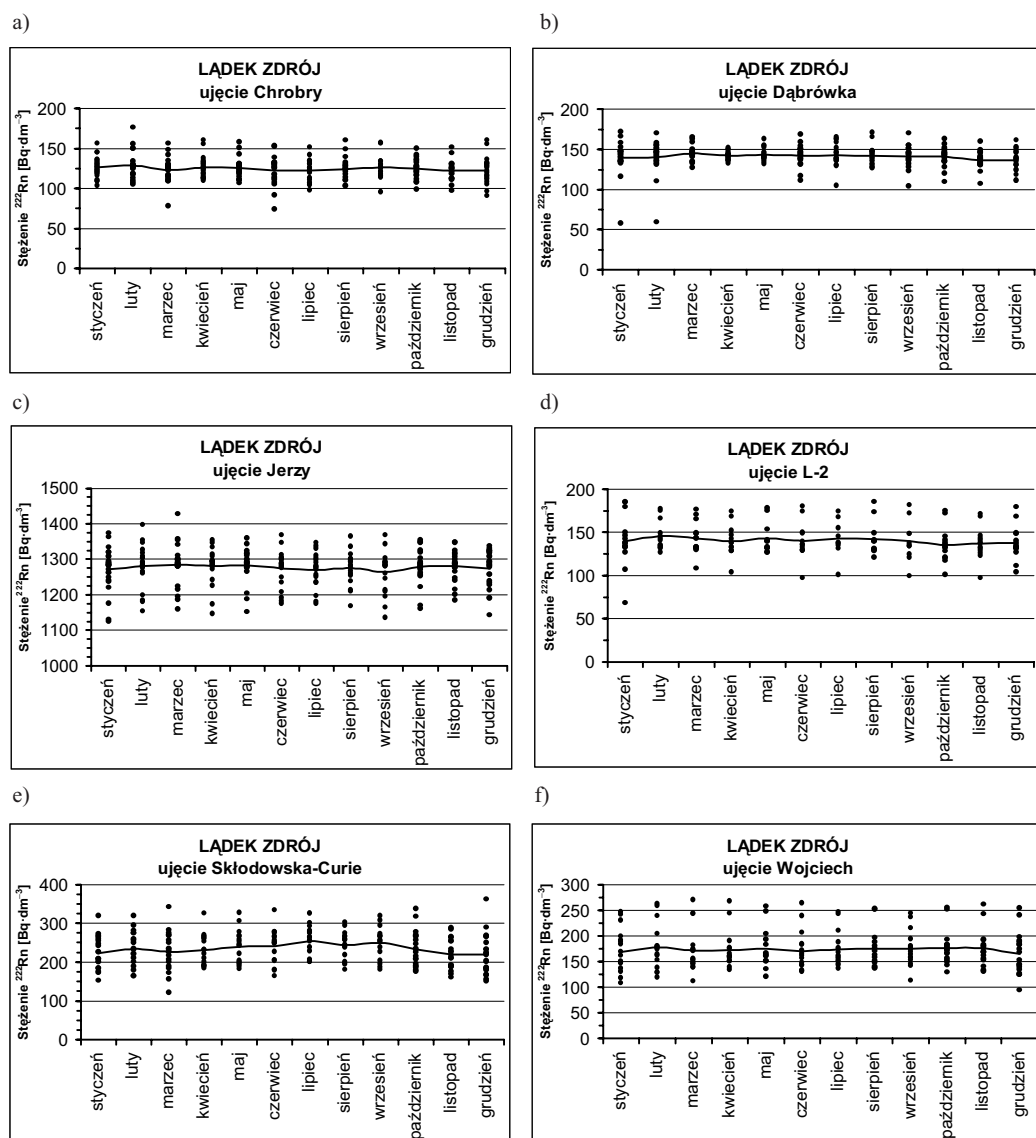 a)
LĄDEK ZDRÓJ
ujęcie Chrobry
Stężenie ²²²Rn [Bq·dm⁻³]
200
150
100
50
0
styczeń
luty
marzec
kwiecień
maj
czerwiec
lipiec
sierpień
wrzesień
październik
listopad
grudzień
b)
LĄDEK ZDRÓJ
ujęcie Dąbrówka
Stężenie ²²²Rn [Bq·dm⁻³]
200
150
100
50
0
styczeń
luty
marzec
kwiecień
maj
czerwiec
lipiec
sierpień
wrzesień
październik
listopad
grudzień
c)
LĄDEK ZDRÓJ
ujęcie Jerzy
Stężenie ²²²Rn [Bq·dm⁻³]
1500
1400
1300
1200
1100
1000
styczeń
luty
marzec
kwiecień
maj
czerwiec
lipiec
sierpień
wrzesień
październik
listopad
grudzień
d)
LĄDEK ZDRÓJ
ujęcie L-2
Stężenie ²²²Rn [Bq·dm⁻³]
200
150
100
50
0
styczeń
luty
marzec
kwiecień
maj
czerwiec
lipiec
sierpień
wrzesień
październik
listopad
grudzień
e)
LĄDEK ZDRÓJ
ujęcie Skłodowska-Curie
Stężenie ²²²Rn [Bq·dm⁻³]
400
300
200
100
0
styczeń
luty
marzec
kwiecień
maj
czerwiec
lipiec
sierpień
wrzesień
październik
listopad
grudzień
f)
LĄDEK ZDRÓJ
ujęcie Wojciech
Stężenie ²²²Rn [Bq·dm⁻³]
300
250
200
150
100
50
0
styczeń
luty
marzec
kwiecień
maj
czerwiec
lipiec
sierpień
wrzesień
październik
listopad
grudzień